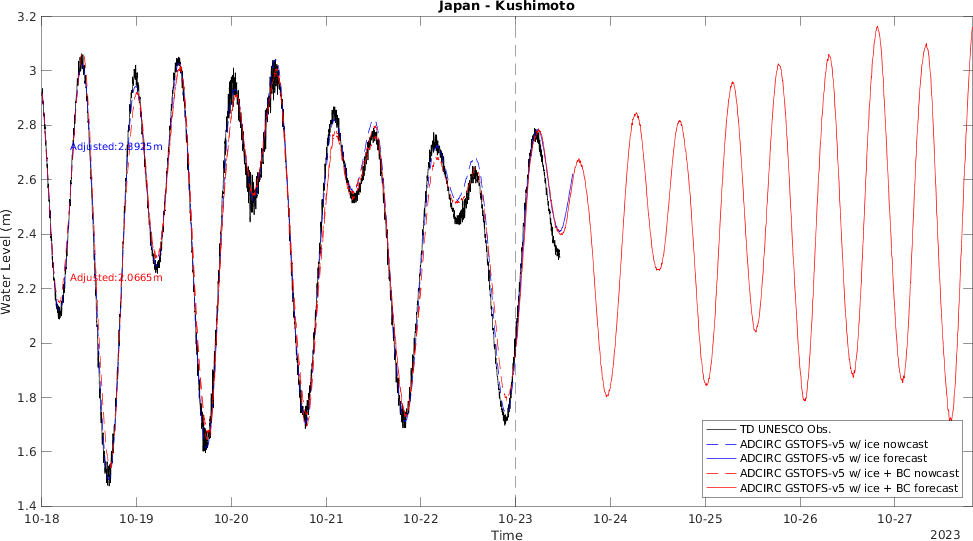 Japan - Kushimoto
3.2
3
2.8
2.6
2.4
2.2
2
1.8
1.6
1.4
Water Level (m)
Adjusted:2.3925m
Adjusted:2.0665m
TD UNESCO Obs.
ADCIRC GSTOFS-v5 w/ ice nowcast
ADCIRC GSTOFS-v5 w/ ice forecast
ADCIRC GSTOFS-v5 w/ ice + BC nowcast
ADCIRC GSTOFS-v5 w/ ice + BC forecast
10-18 10-19 10-20 10-21 10-22 10-23 10-24 10-25 10-26 10-27
Time
2023